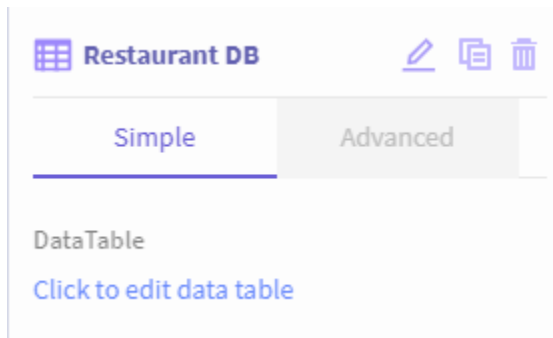 Restaurant DB
Simple Advanced
DataTable
Click to edit data table